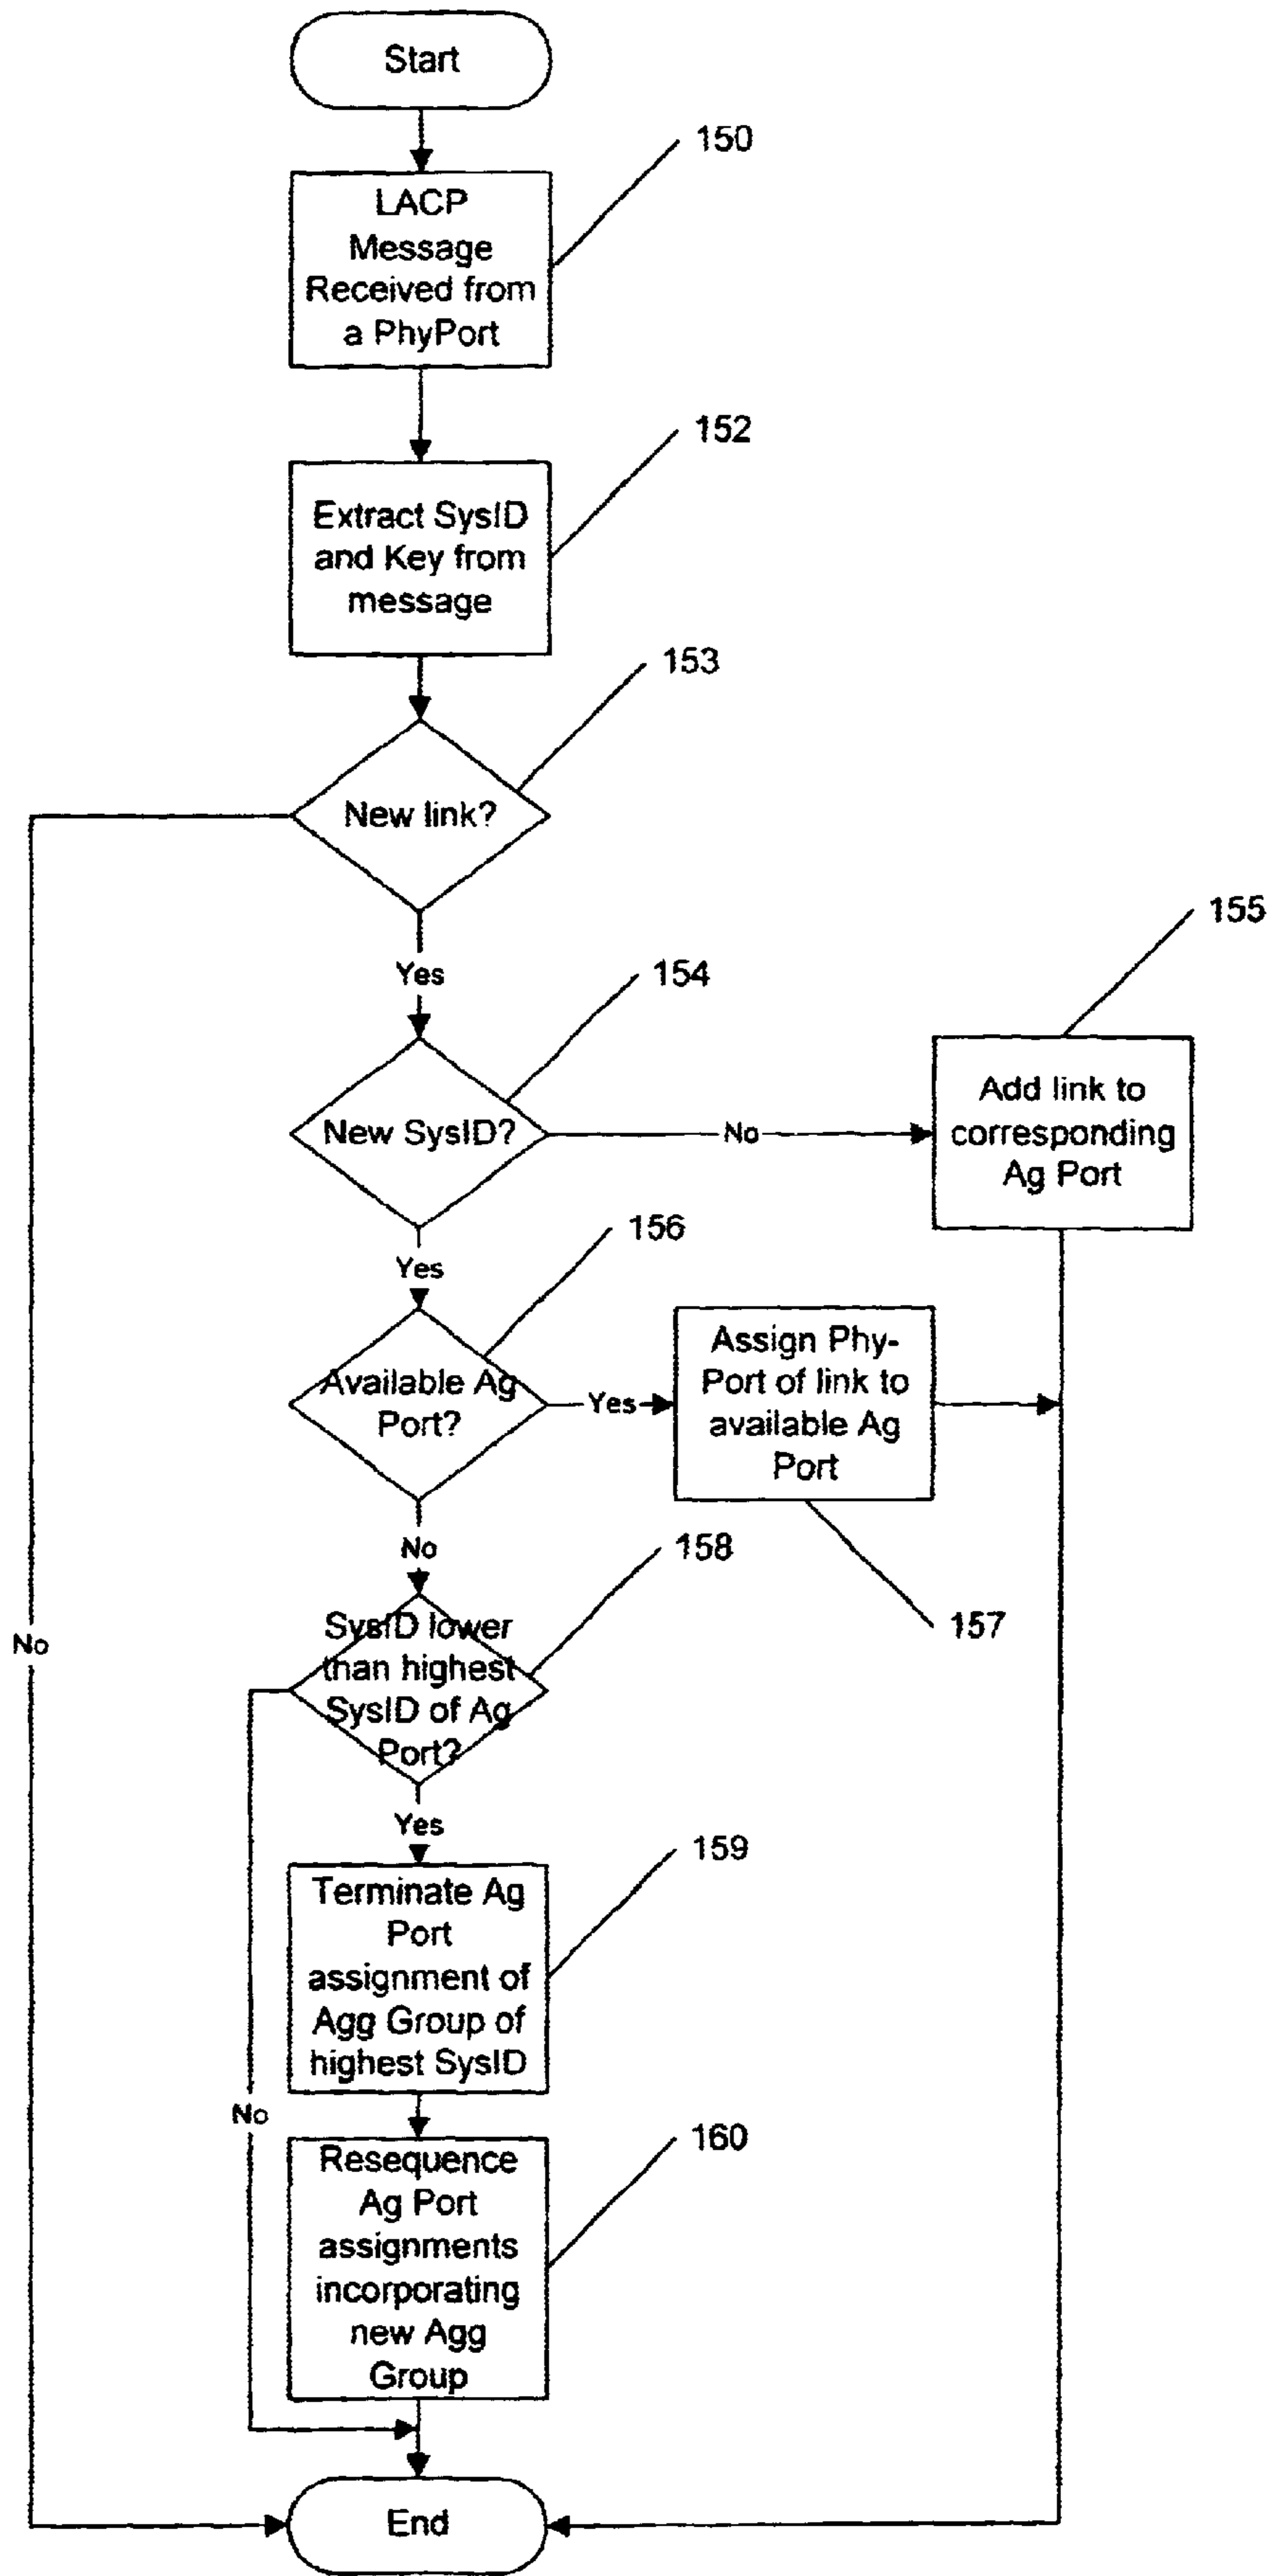 Start
150
LACP
Message
Received from
a PhyPort
152
Extract SysID
and Key from
message
153
New link?
155
Yes
154
New SysID?
No
Add link to
corresponding
Ag Port
156
Yes
Available Ag
Port?
Yes
Assign Phy-
Port of link to
available Ag
Port
No
158
157
No
SysID lower
than highest
SysID of Ag
Port?
Yes
159
Terminate Ag
Port
assignment of
Agg Group of
highest SysID
No
160
Resequence
Ag Port
assignments
incorporating
new Agg
Group
End